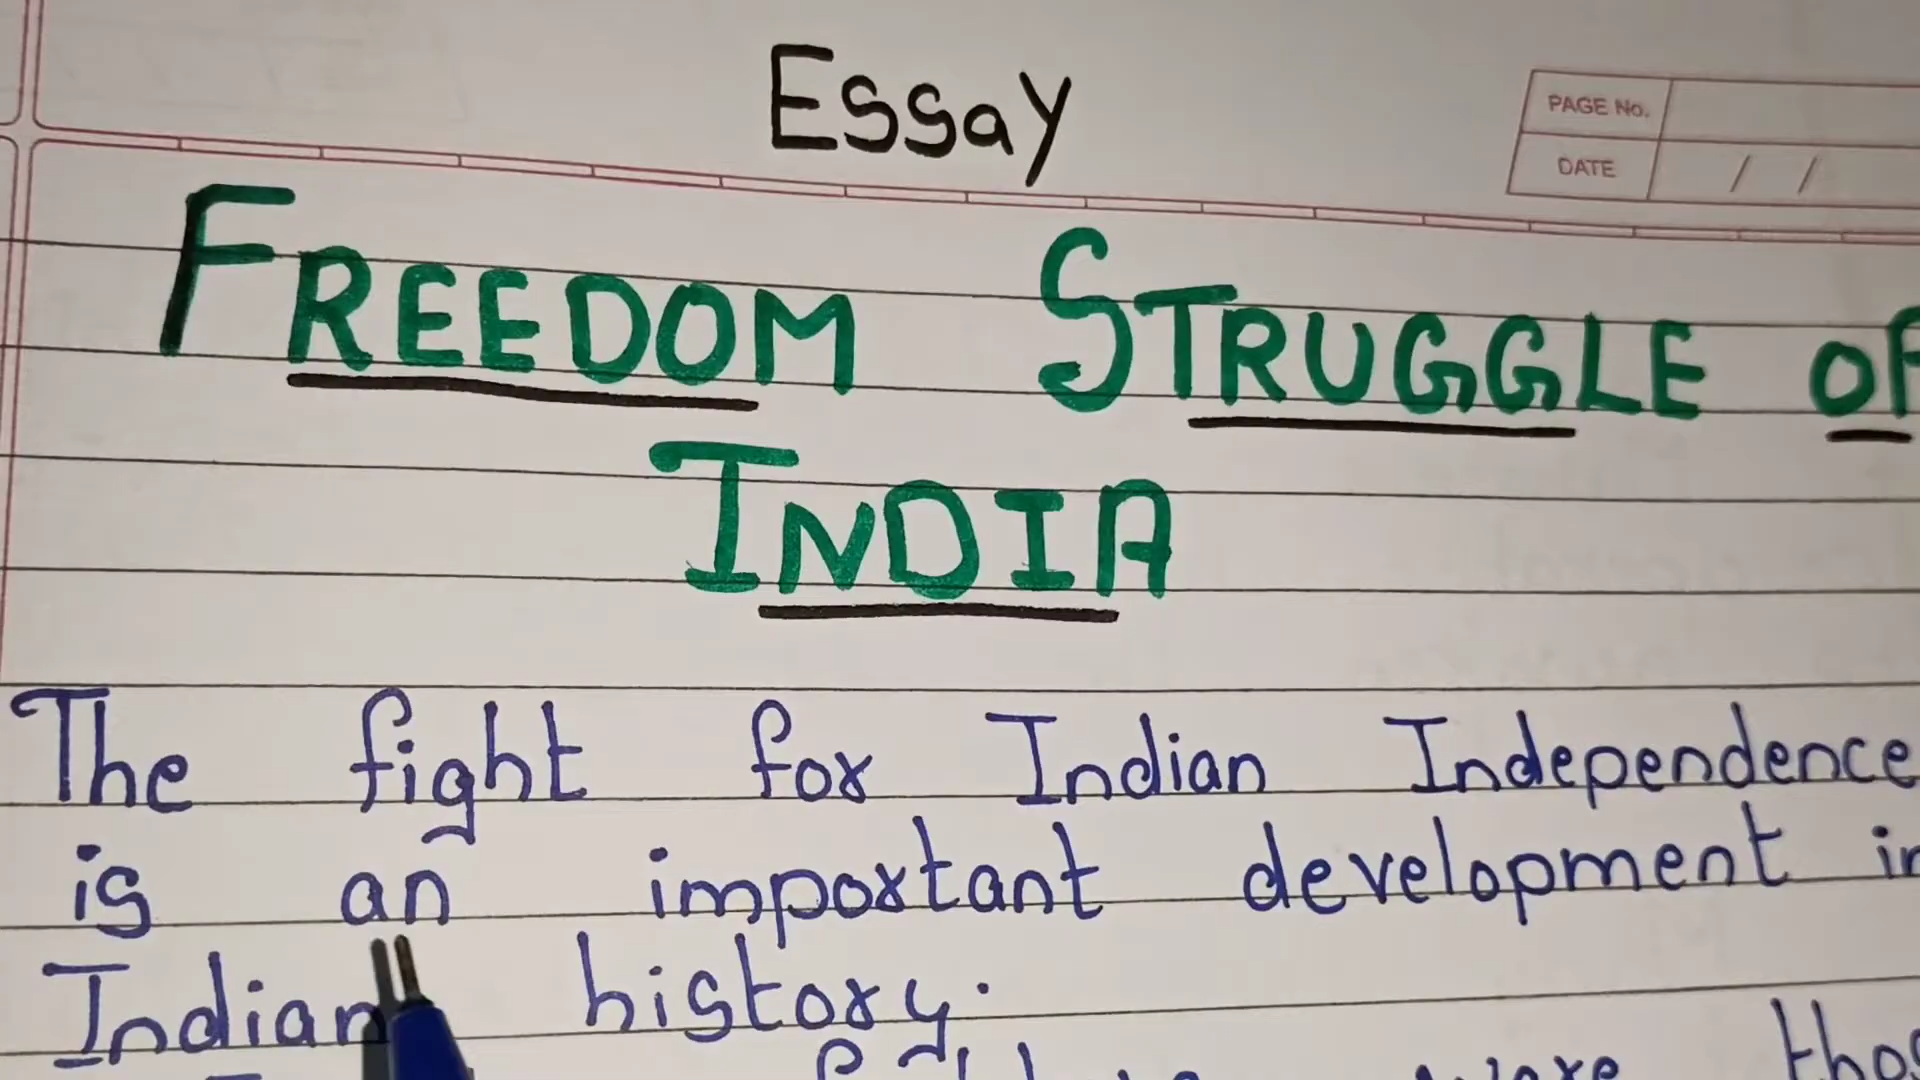 Essay
PAGE No.
DATE / /
FREEDOM STRUGGLE OF
INDIA
The fight for Indian Independence
is an important development in
Indian history.